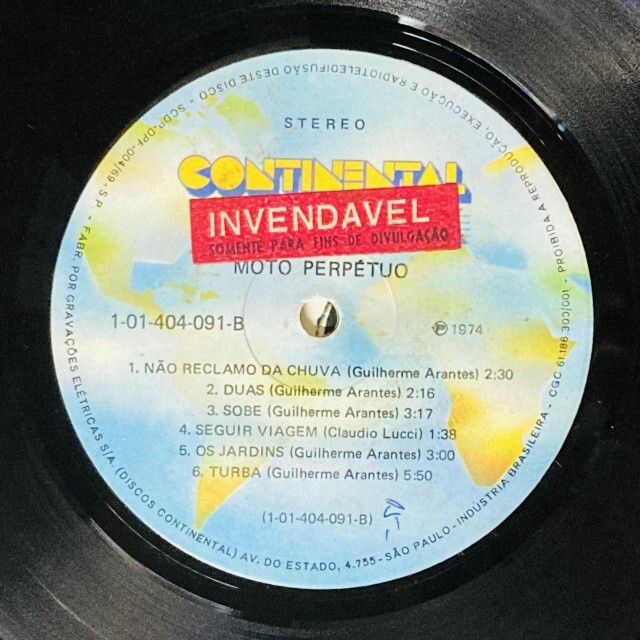 STEREO
CONTINENTAL
INVENDAVEL
SOMENTE PARA FINS DE DIVULGAÇÃO
MOTO PERPÉTUO
1-01-404-091-B
Ⓟ 1974
1. NÃO RECLAMO DA CHUVA (Guilherme Arantes) 2:30
2. DUAS (Guilherme Arantes) 2:16
3. SOBE (Guilherme Arantes) 3:17
4. SEGUIR VIAGEM (Claudio Lucci) 1:38
5. OS JARDINS (Guilherme Arantes) 3:00
6. TURBA (Guilherme Arantes) 5:50
(1-01-404-091-B)
FABR. POR GRAVAÇÕES ELÉTRICAS S/A. (DISCOS CONTINENTAL) AV. DO ESTADO, 4.755 - SÃO PAULO - INDÚSTRIA BRASILEIRA - CGC 61.186.300/001 - PROIBIDA A REPRODUÇÃO, EXECUÇÃO E RADIOTELEDIFUSÃO DESTE DISCO - SCDP-DPF-004/69-S.P. -